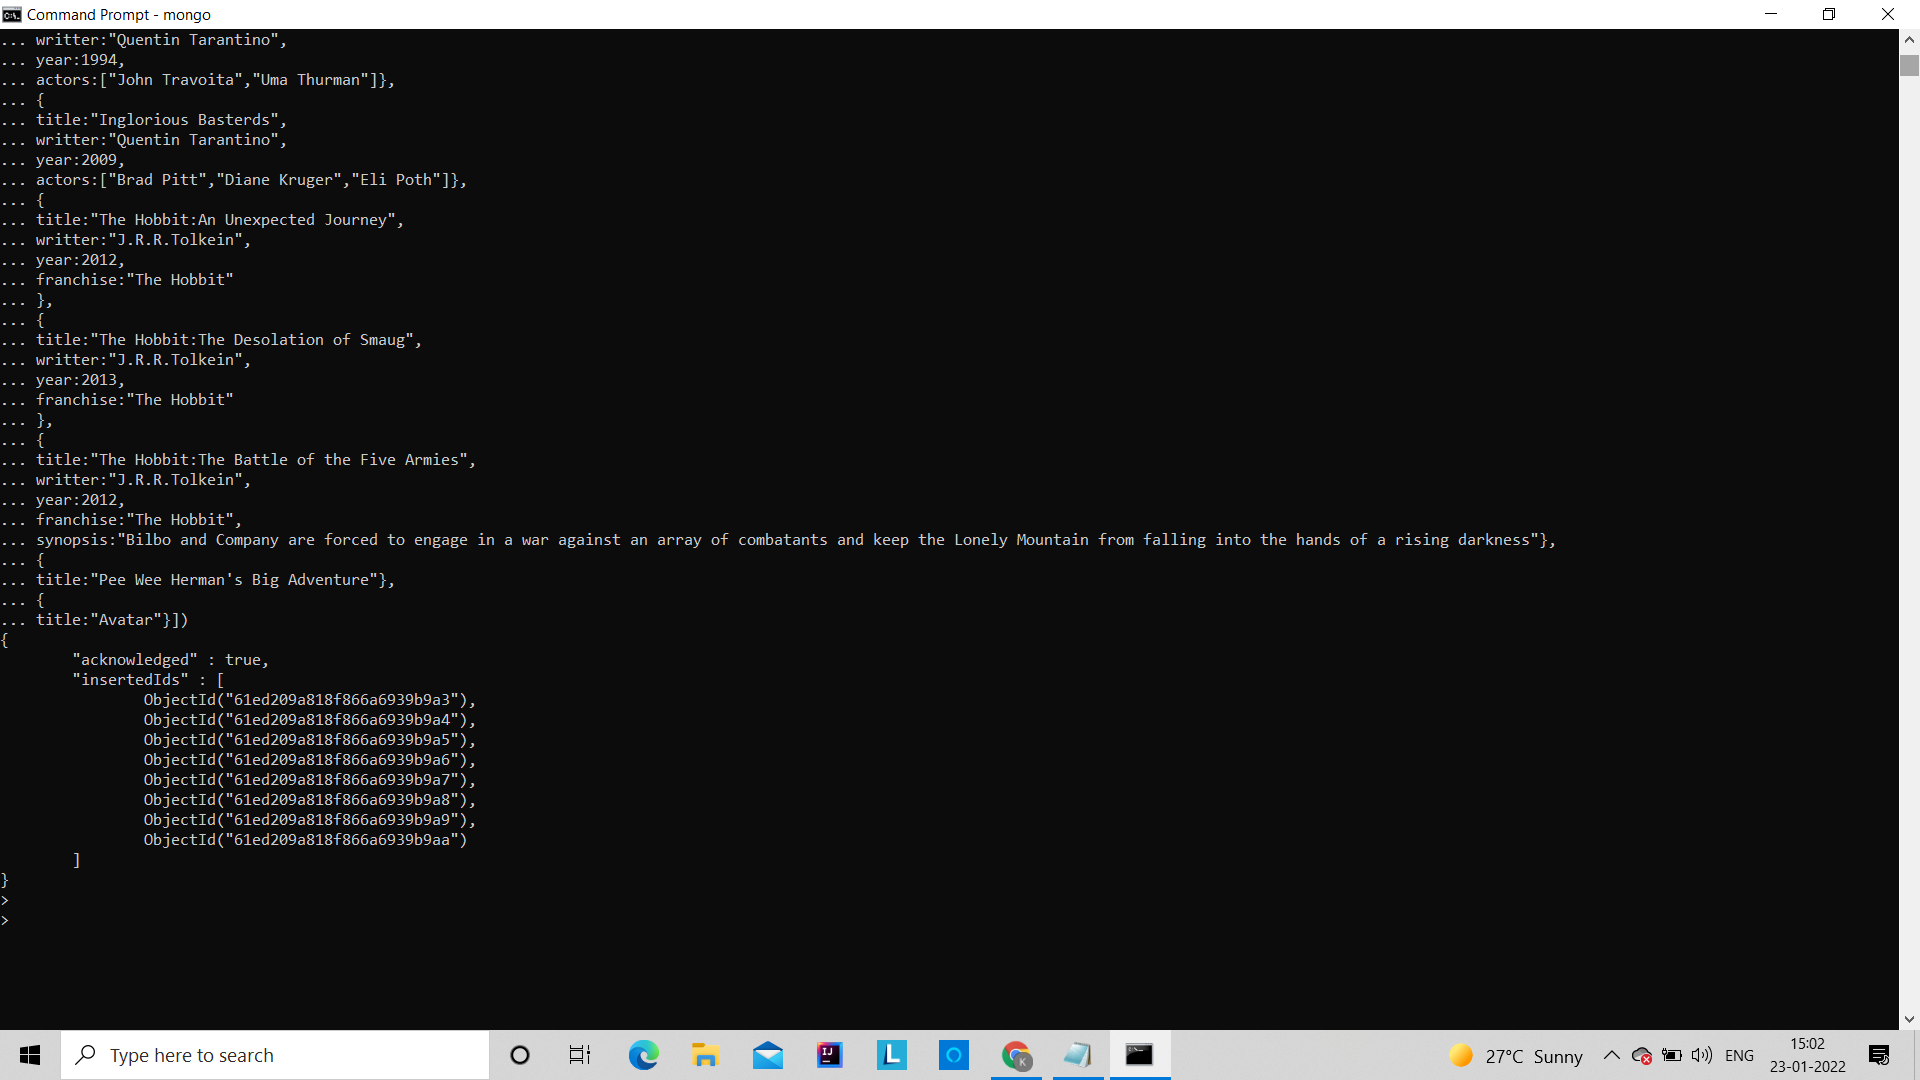 Command Prompt - mongo
... writter:"Quentin Tarantino",
... year:1994,
... actors:["John Travoita","Uma Thurman"]},
... {
... title:"Inglorious Basterds",
... writter:"Quentin Tarantino",
... year:2009,
... actors:["Brad Pitt","Diane Kruger","Eli Poth"]},
... {
... title:"The Hobbit:An Unexpected Journey",
... writter:"J.R.R.Tolkein",
... year:2012,
... franchise:"The Hobbit"
... },
... {
... title:"The Hobbit:The Desolation of Smaug",
... writter:"J.R.R.Tolkein",
... year:2013,
... franchise:"The Hobbit"
... },
... {
... title:"The Hobbit:The Battle of the Five Armies",
... writter:"J.R.R.Tolkein",
... year:2012,
... franchise:"The Hobbit",
... synopsis:"Bilbo and Company are forced to engage in a war against an array of combatants and keep the Lonely Mountain from falling into the hands of a rising darkness"},
... {
... title:"Pee Wee Herman's Big Adventure"},
... {
... title:"Avatar"}])
{
"acknowledged" : true,
"insertedIds" : [
ObjectId("61ed209a818f866a6939b9a3"),
ObjectId("61ed209a818f866a6939b9a4"),
ObjectId("61ed209a818f866a6939b9a5"),
ObjectId("61ed209a818f866a6939b9a6"),
ObjectId("61ed209a818f866a6939b9a7"),
ObjectId("61ed209a818f866a6939b9a8"),
ObjectId("61ed209a818f866a6939b9a9"),
ObjectId("61ed209a818f866a6939b9aa")
]
}
>
>
Type here to search
27°C Sunny
ENG
15:02
23-01-2022